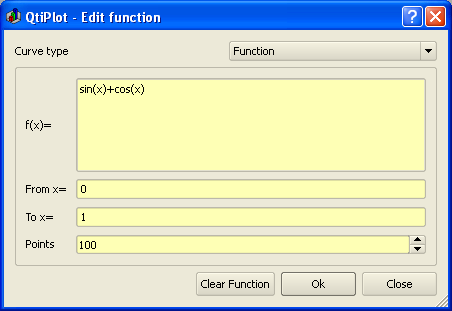 QtiPlot - Edit function
Curve type Function
f(x)= sin(x)+cos(x)
From x= 0
To x= 1
Points 100
Clear Function Ok Close